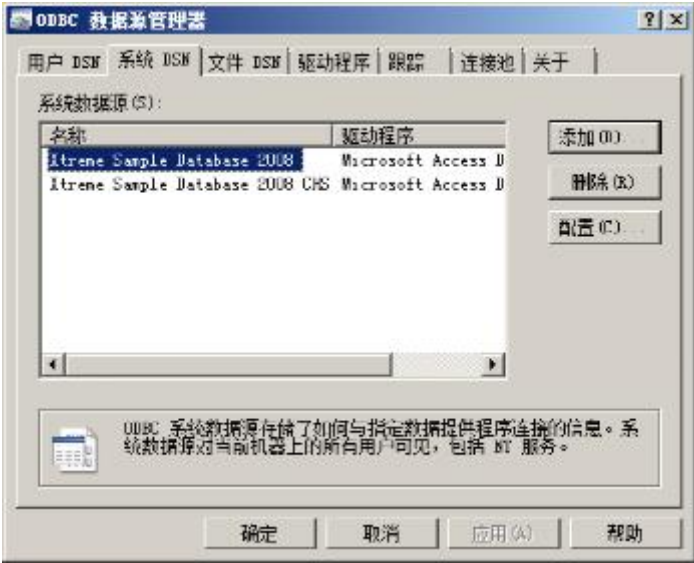 ODBC 数据源管理器
用户 DSN 系统 DSN 文件 DSN 驱动程序 跟踪 连接池 关于
系统数据源(S):
名称 驱动程序
Xtreme Sample Database 2008 Microsoft Access D
Xtreme Sample Database 2008 CHS Microsoft Access D
添加(D)...
删除(R)
配置(C)...
ODBC 系统数据源存储了如何与指定数据提供程序连接的信息。系
统数据源对当前机器上的所有用户可见，包括 NT 服务。
确定 取消 应用(A) 帮助